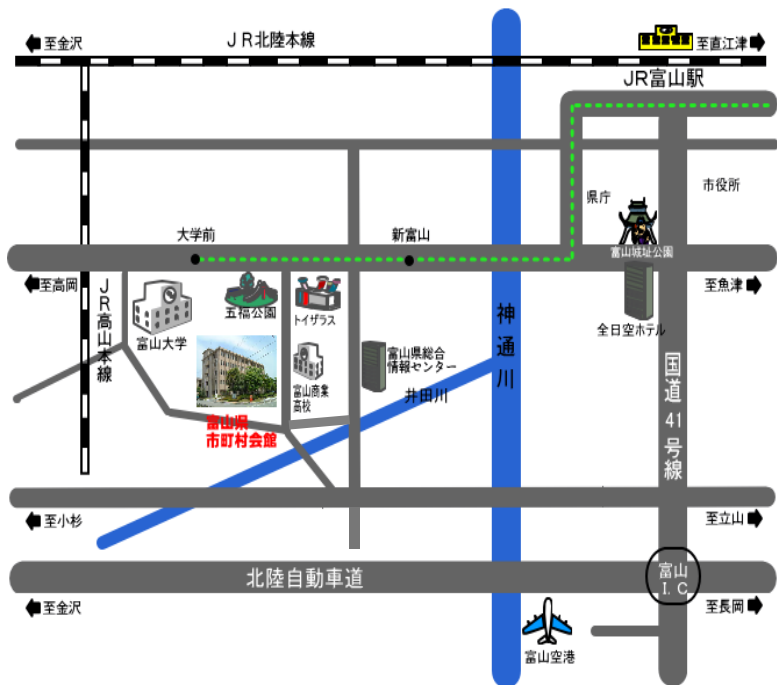 至金沢
JR北陸本線
至直江津
JR富山駅
県庁
市役所
大学前
新富山
富山城址公園
至高岡
JR高山本線
富山大学
五福公園
トイザラス
神通川
全日空ホテル
至魚津
富山商業
高校
富山県総合
情報センター
井田川
国道41号線
富山県
市町村会館
至小杉
至立山
北陸自動車道
富山
I.C
至金沢
至長岡
富山空港